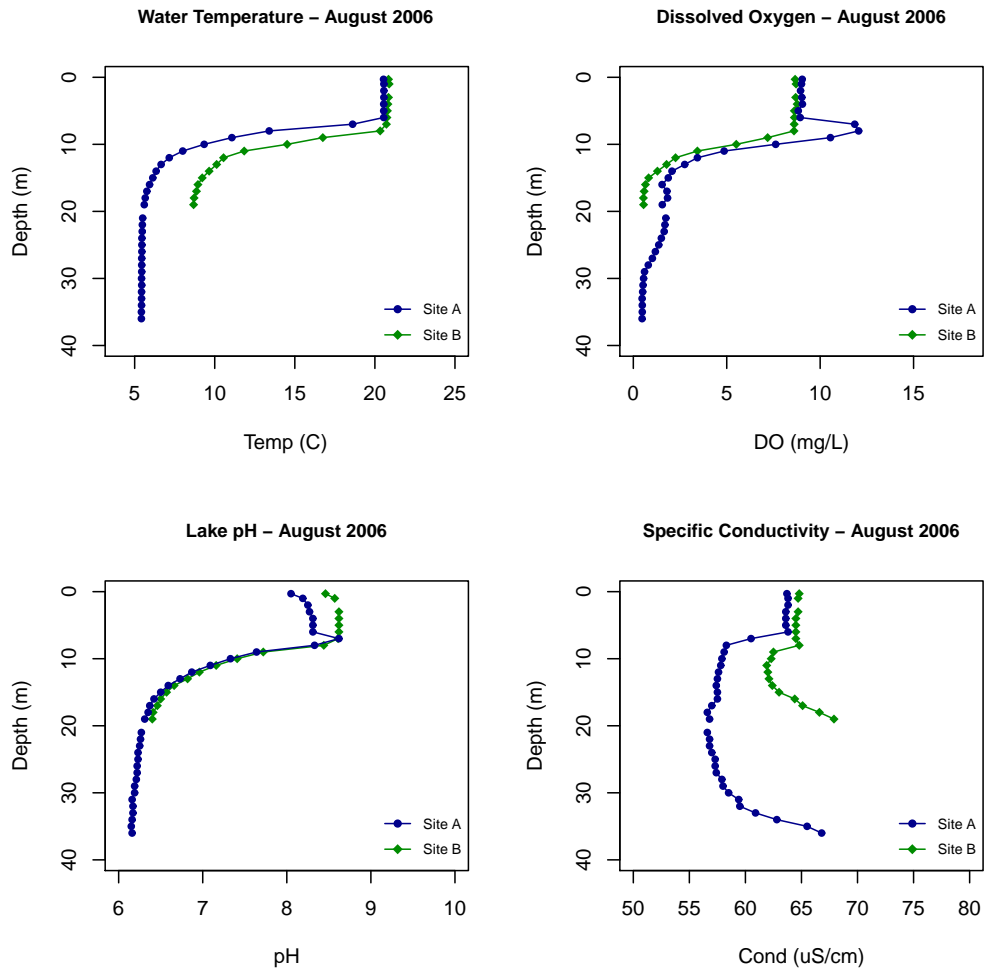 Water Temperature – August 2006
0
10
20
30
40
Depth (m)
5 10 15 20 25
Temp (C)
Site A
Site B
Dissolved Oxygen – August 2006
0
10
20
30
40
Depth (m)
0 5 10 15
DO (mg/L)
Site A
Site B
Lake pH – August 2006
0
10
20
30
40
Depth (m)
6 7 8 9 10
pH
Site A
Site B
Specific Conductivity – August 2006
0
10
20
30
40
Depth (m)
50 55 60 65 70 75 80
Cond (uS/cm)
Site A
Site B